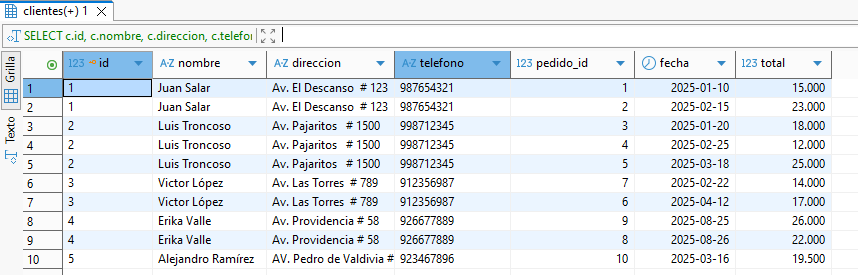 clientes(+) 1
SELECT c.id, c.nombre, c.direccion, c.telefo
Grilla
Texto
123 id A-Z nombre A-Z direccion A-Z telefono 123 pedido_id fecha 123 total
1 1 Juan Salar Av. El Descanso # 123 987654321 1 2025-01-10 15.000
2 1 Juan Salar Av. El Descanso # 123 987654321 2 2025-02-15 23.000
3 2 Luis Troncoso Av. Pajaritos # 1500 998712345 3 2025-01-20 18.000
4 2 Luis Troncoso Av. Pajaritos # 1500 998712345 4 2025-02-25 12.000
5 2 Luis Troncoso Av. Pajaritos # 1500 998712345 5 2025-03-18 25.000
6 3 Victor López Av. Las Torres # 789 912356987 7 2025-02-22 14.000
7 3 Victor López Av. Las Torres # 789 912356987 6 2025-04-12 17.000
8 4 Erika Valle Av. Providencia # 58 926677889 9 2025-08-25 26.000
9 4 Erika Valle Av. Providencia # 58 926677889 8 2025-08-26 22.000
10 5 Alejandro Ramírez AV. Pedro de Valdivia # 923467896 10 2025-03-16 19.500